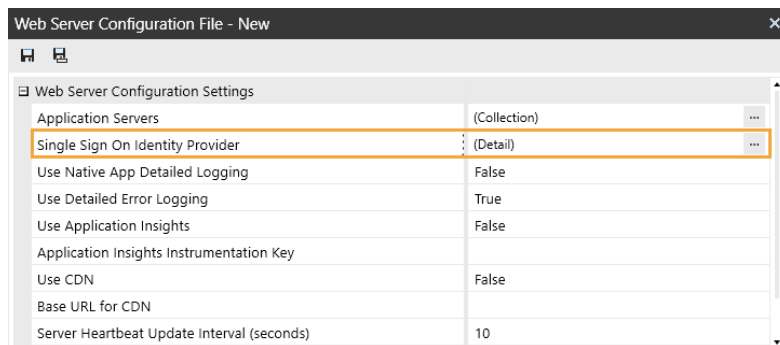 Web Server Configuration File - New
Web Server Configuration Settings
Application Servers (Collection) ...
Single Sign On Identity Provider (Detail) ...
Use Native App Detailed Logging False
Use Detailed Error Logging True
Use Application Insights False
Application Insights Instrumentation Key
Use CDN False
Base URL for CDN
Server Heartbeat Update Interval (seconds) 10